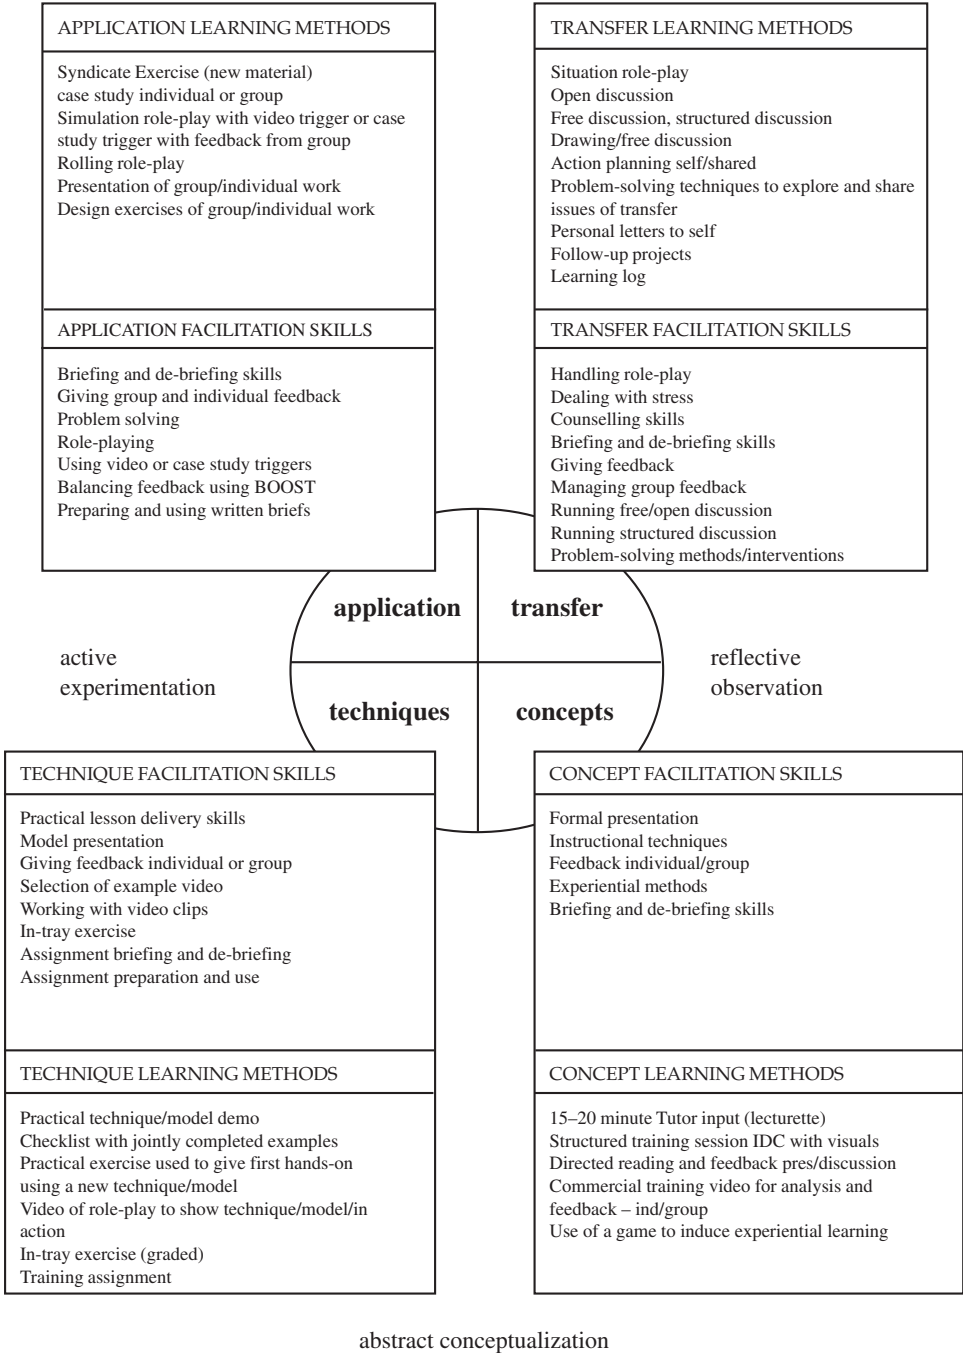 APPLICATION LEARNING METHODS
Syndicate Exercise (new material)
case study individual or group
Simulation role-play with video trigger or case
study trigger with feedback from group
Rolling role-play
Presentation of group/individual work
Design exercises of group/individual work
APPLICATION FACILITATION SKILLS
Briefing and de-briefing skills
Giving group and individual feedback
Problem solving
Role-playing
Using video or case study triggers
Balancing feedback using BOOST
Preparing and using written briefs
TRANSFER LEARNING METHODS
Situation role-play
Open discussion
Free discussion, structured discussion
Drawing/free discussion
Action planning self/shared
Problem-solving techniques to explore and share
issues of transfer
Personal letters to self
Follow-up projects
Learning log
TRANSFER FACILITATION SKILLS
Handling role-play
Dealing with stress
Counselling skills
Briefing and de-briefing skills
Giving feedback
Managing group feedback
Running free/open discussion
Running structured discussion
Problem-solving methods/interventions
application
transfer
active
experimentation
reflective
observation
techniques
concepts
TECHNIQUE FACILITATION SKILLS
Practical lesson delivery skills
Model presentation
Giving feedback individual or group
Selection of example video
Working with video clips
In-tray exercise
Assignment briefing and de-briefing
Assignment preparation and use
TECHNIQUE LEARNING METHODS
Practical technique/model demo
Checklist with jointly completed examples
Practical exercise used to give first hands-on
using a new technique/model
Video of role-play to show technique/model/in
action
In-tray exercise (graded)
Training assignment
CONCEPT FACILITATION SKILLS
Formal presentation
Instructional techniques
Feedback individual/group
Experiential methods
Briefing and de-briefing skills
CONCEPT LEARNING METHODS
15–20 minute Tutor input (lecturette)
Structured training session IDC with visuals
Directed reading and feedback pres/discussion
Commercial training video for analysis and
feedback – ind/group
Use of a game to induce experiential learning
abstract conceptualization